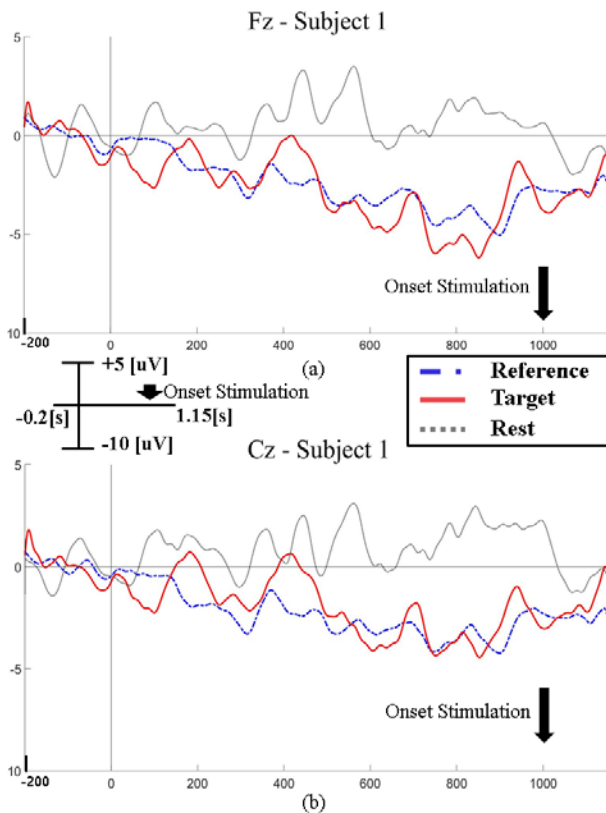 Fz - Subject 1
5
0
-5
10
Onset Stimulation
-200 0 200 400 600 800 1000
(a)
+5 [uV]
Onset Stimulation
-0.2[s] 1.15[s]
-10 [uV]
Reference
Target
Rest
Cz - Subject 1
5
0
-5
10
Onset Stimulation
-200 0 200 400 600 800 1000
(b)